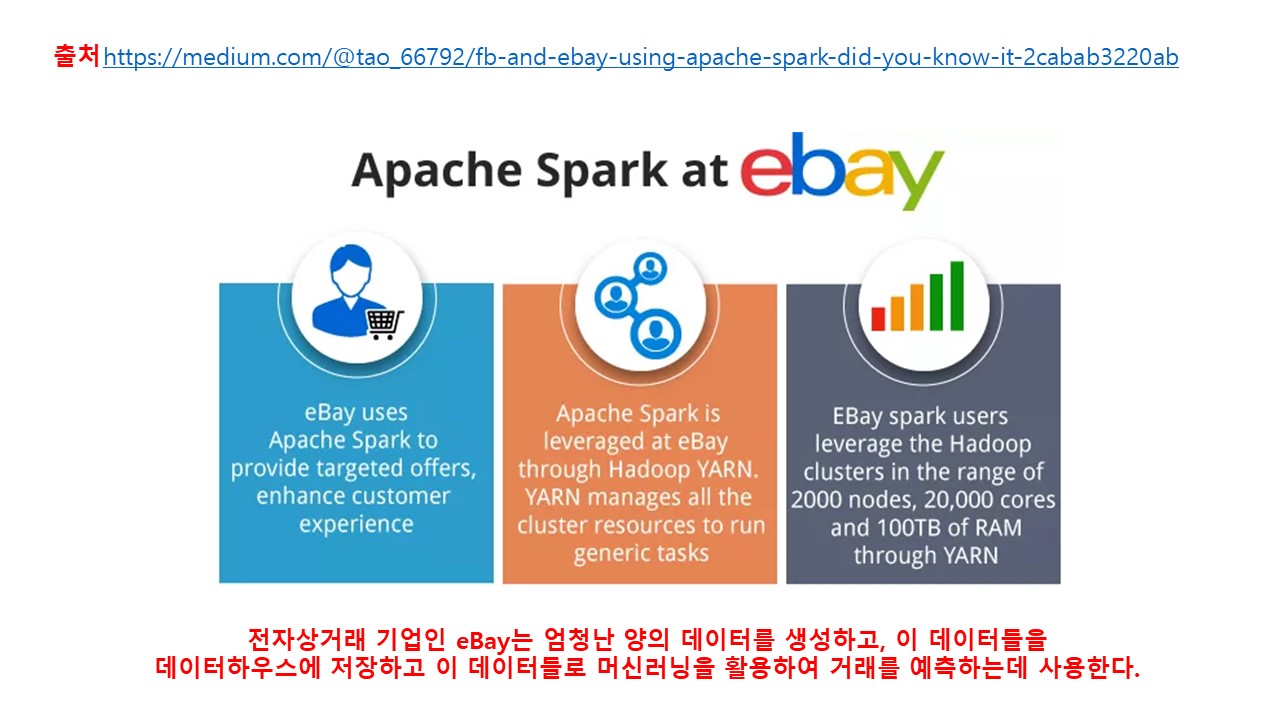 출처https://medium.com/@tao_66792/fb-and-ebay-using-apache-spark-did-you-know-it-2cabab3220ab
Apache Spark at ebay
eBay uses
Apache Spark to
provide targeted offers,
enhance customer
experience
Apache Spark is
leveraged at eBay
through Hadoop YARN.
YARN manages all the
cluster resources to run
generic tasks
EBay spark users
leverage the Hadoop
clusters in the range of
2000 nodes, 20,000 cores
and 100TB of RAM
through YARN
전자상거래 기업인 eBay는 엄청난 양의 데이터를 생성하고, 이 데이터들을
데이터하우스에 저장하고 이 데이터들로 머신러닝을 활용하여 거래를 예측하는데 사용한다.